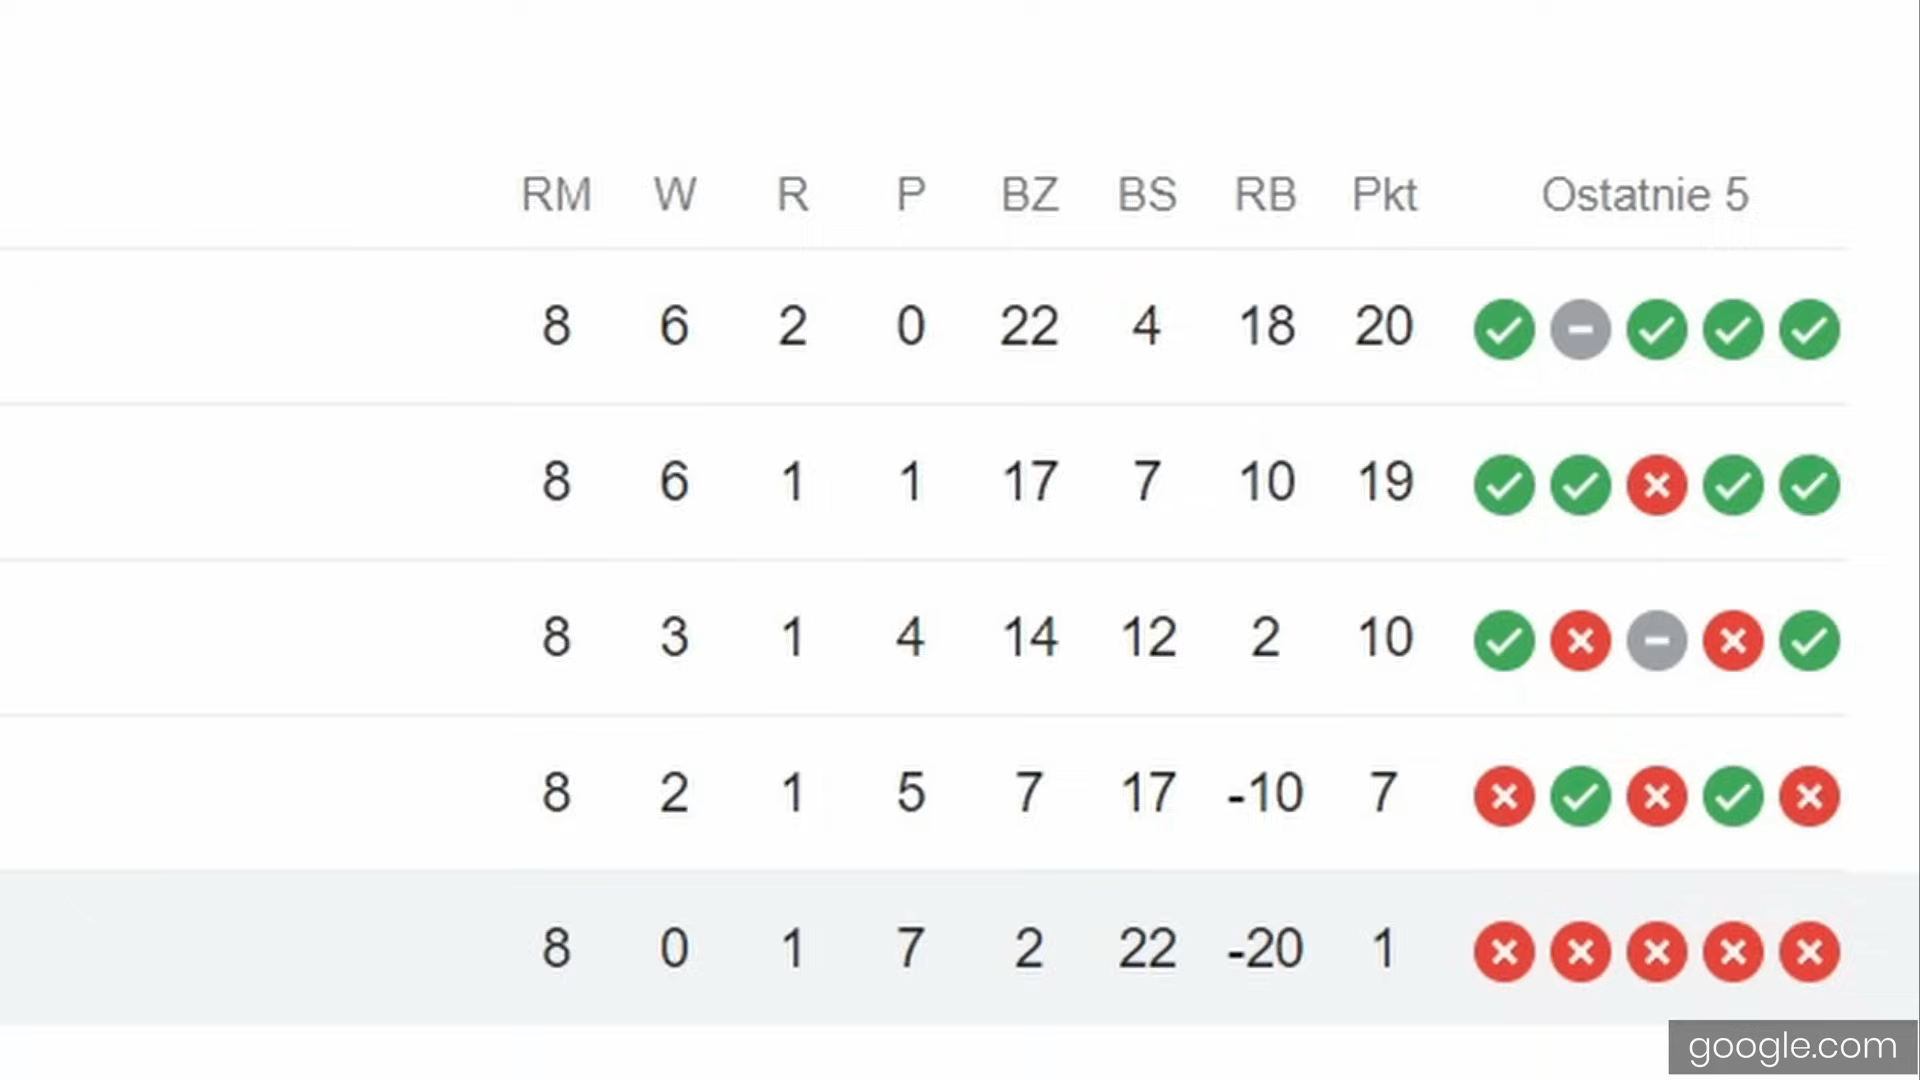 RM W R P BZ BS RB Pkt Ostatnie 5
8 6 2 0 22 4 18 20
8 6 1 1 17 7 10 19
8 3 1 4 14 12 2 10
8 2 1 5 7 17 -10 7
8 0 1 7 2 22 -20 1
google.com